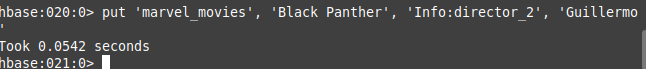 hbase:020:0> put 'marvel_movies', 'Black Panther', 'Info:director_2', 'Guillermo
'
Took 0.0542 seconds
hbase:021:0>